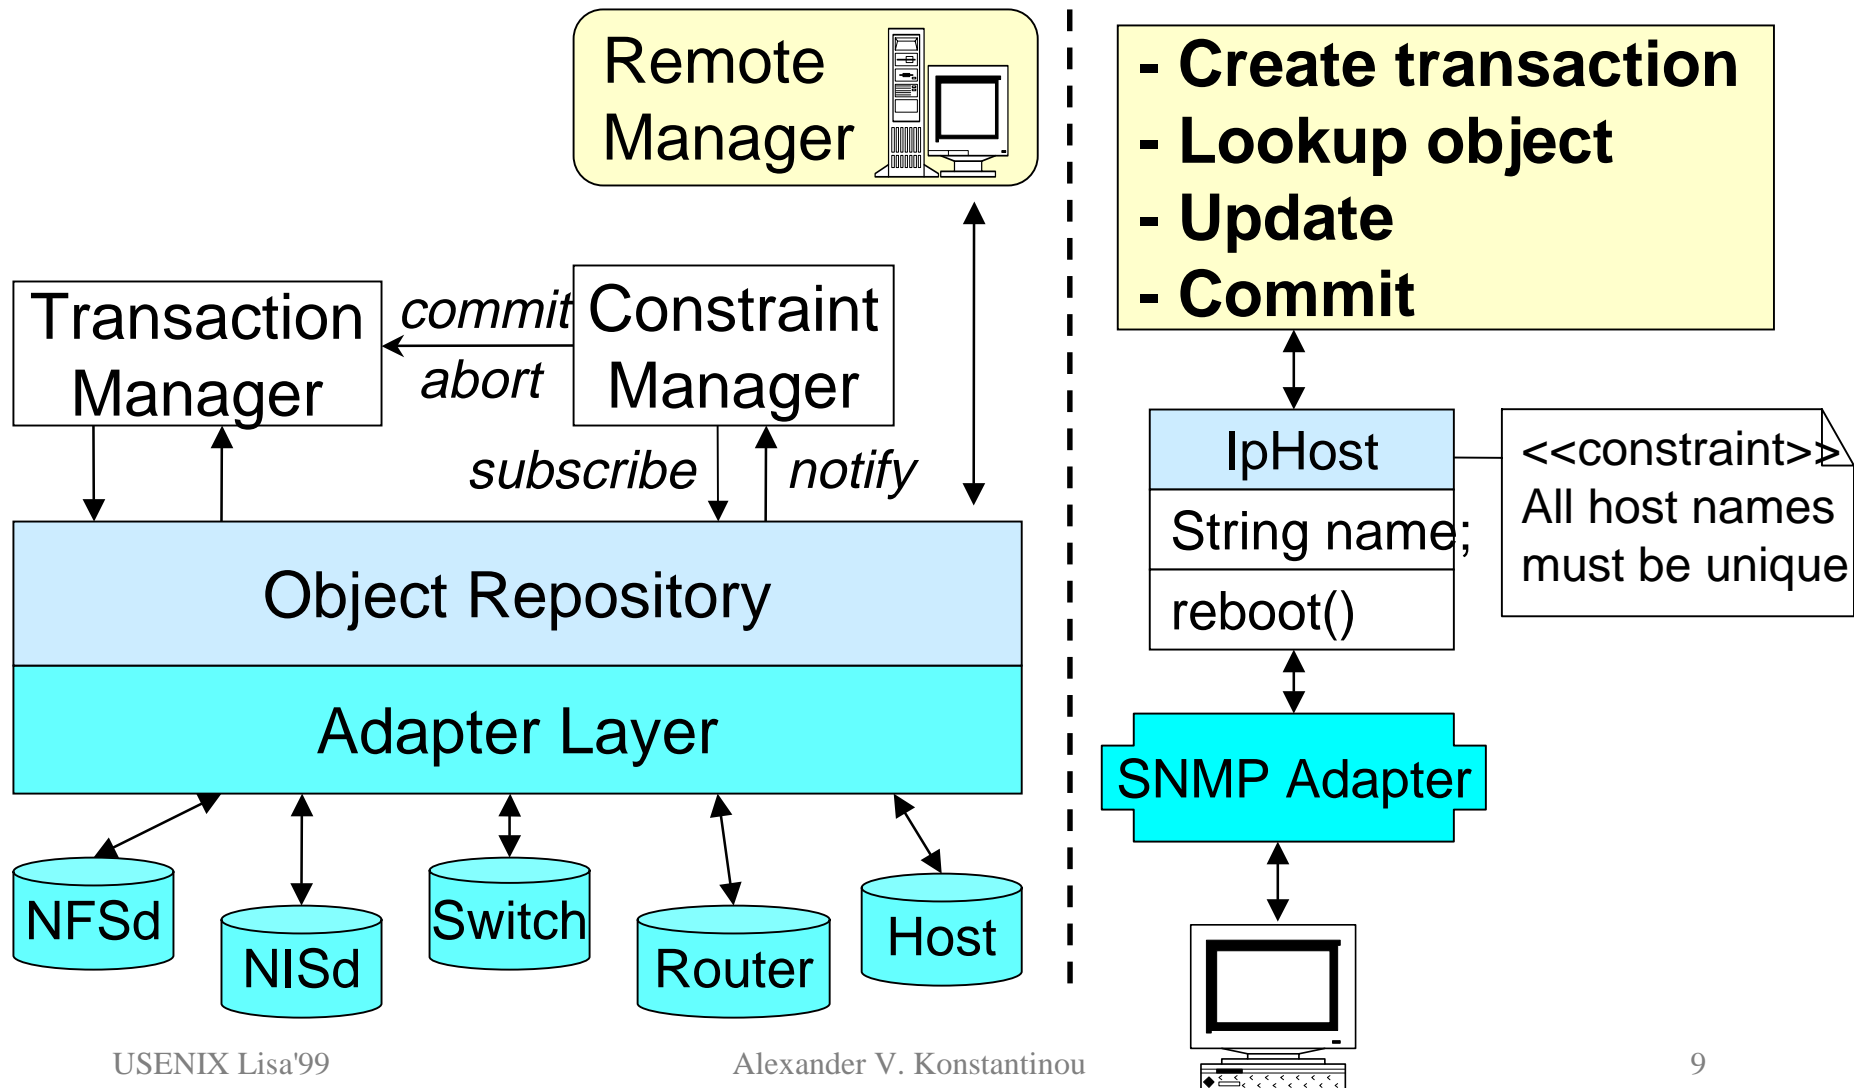 Remote
Manager
Transaction
Manager
commit
abort
Constraint
Manager
subscribe
notify
Object Repository
Adapter Layer
NFSd
NISd
Switch
Router
Host
- Create transaction
- Lookup object
- Update
- Commit
IpHost
String name;
reboot()
<<constraint>>
All host names
must be unique
SNMP Adapter
USENIX Lisa'99
Alexander V. Konstantinou
9